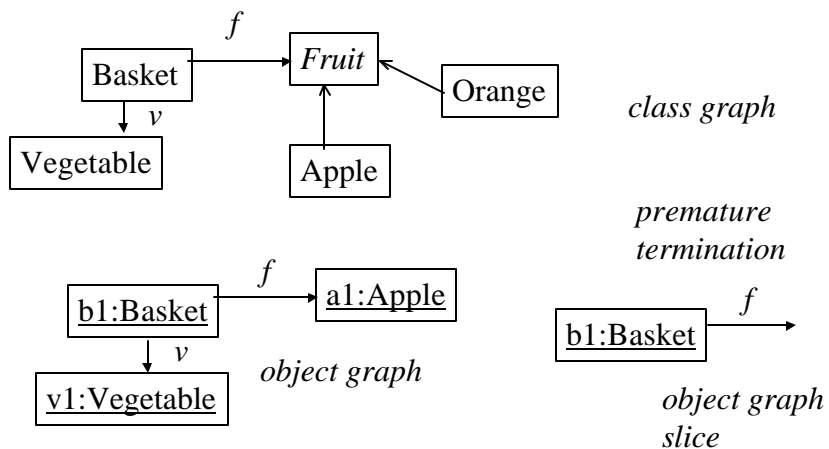 f
Basket
Fruit
Orange
v
class graph
Vegetable
Apple
premature
termination
f
b1:Basket
a1:Apple
f
b1:Basket
v
object graph
v1:Vegetable
object graph
slice